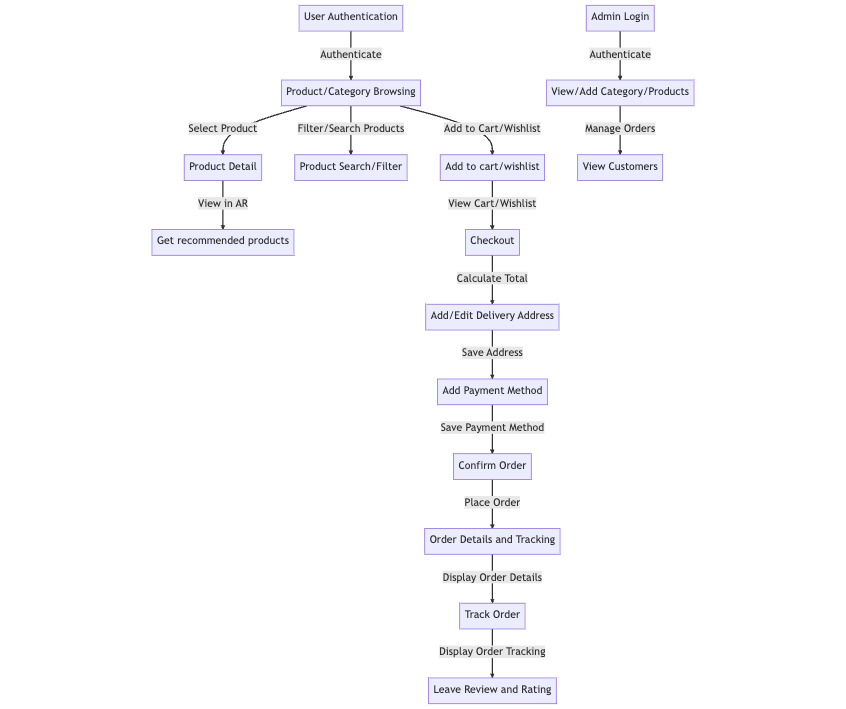 User Authentication
Admin Login
Authenticate
Authenticate
Product/Category Browsing
View/Add Category/Products
Select Product
Filter/Search Products
Add to Cart/Wishlist
Manage Orders
Product Detail
Product Search/Filter
Add to cart/wishlist
View Customers
View in AR
View Cart/Wishlist
Get recommended products
Checkout
Calculate Total
Add/Edit Delivery Address
Save Address
Add Payment Method
Save Payment Method
Confirm Order
Place Order
Order Details and Tracking
Display Order Details
Track Order
Display Order Tracking
Leave Review and Rating